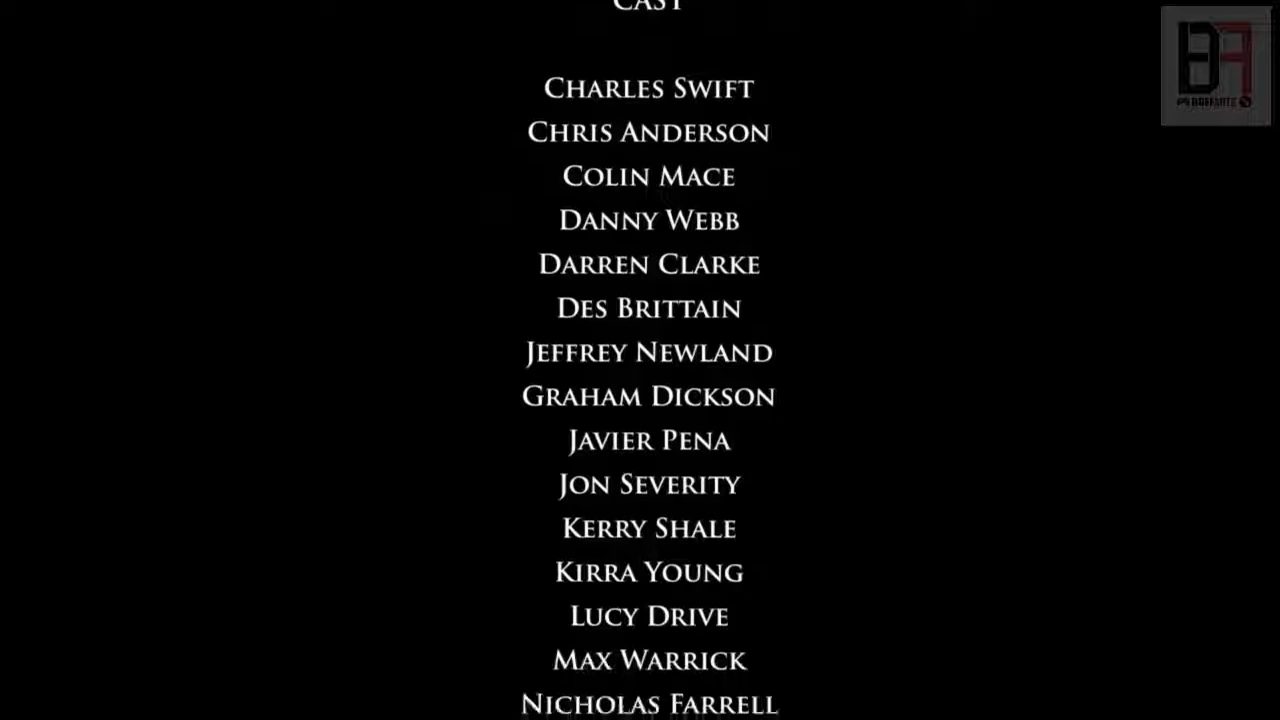 CAST
CHARLES SWIFT
CHRIS ANDERSON
COLIN MACE
DANNY WEBB
DARREN CLARKE
DES BRITTAIN
JEFFREY NEWLAND
GRAHAM DICKSON
JAVIER PENA
JON SEVERITY
KERRY SHALE
KIRRA YOUNG
LUCY DRIVE
MAX WARRICK
NICHOLAS FARRELL